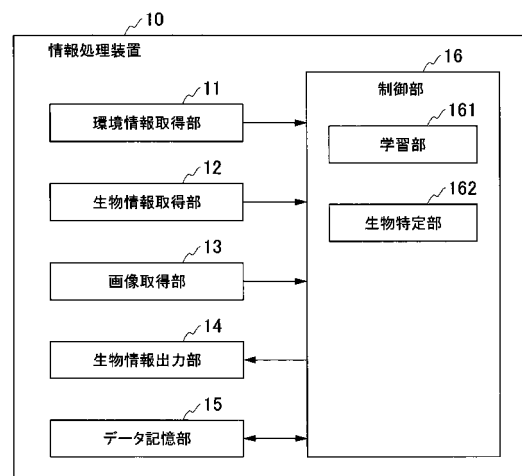 10
情報処理装置
11
環境情報取得部
12
生物情報取得部
13
画像取得部
14
生物情報出力部
15
データ記憶部
16
制御部
161
学習部
162
生物特定部